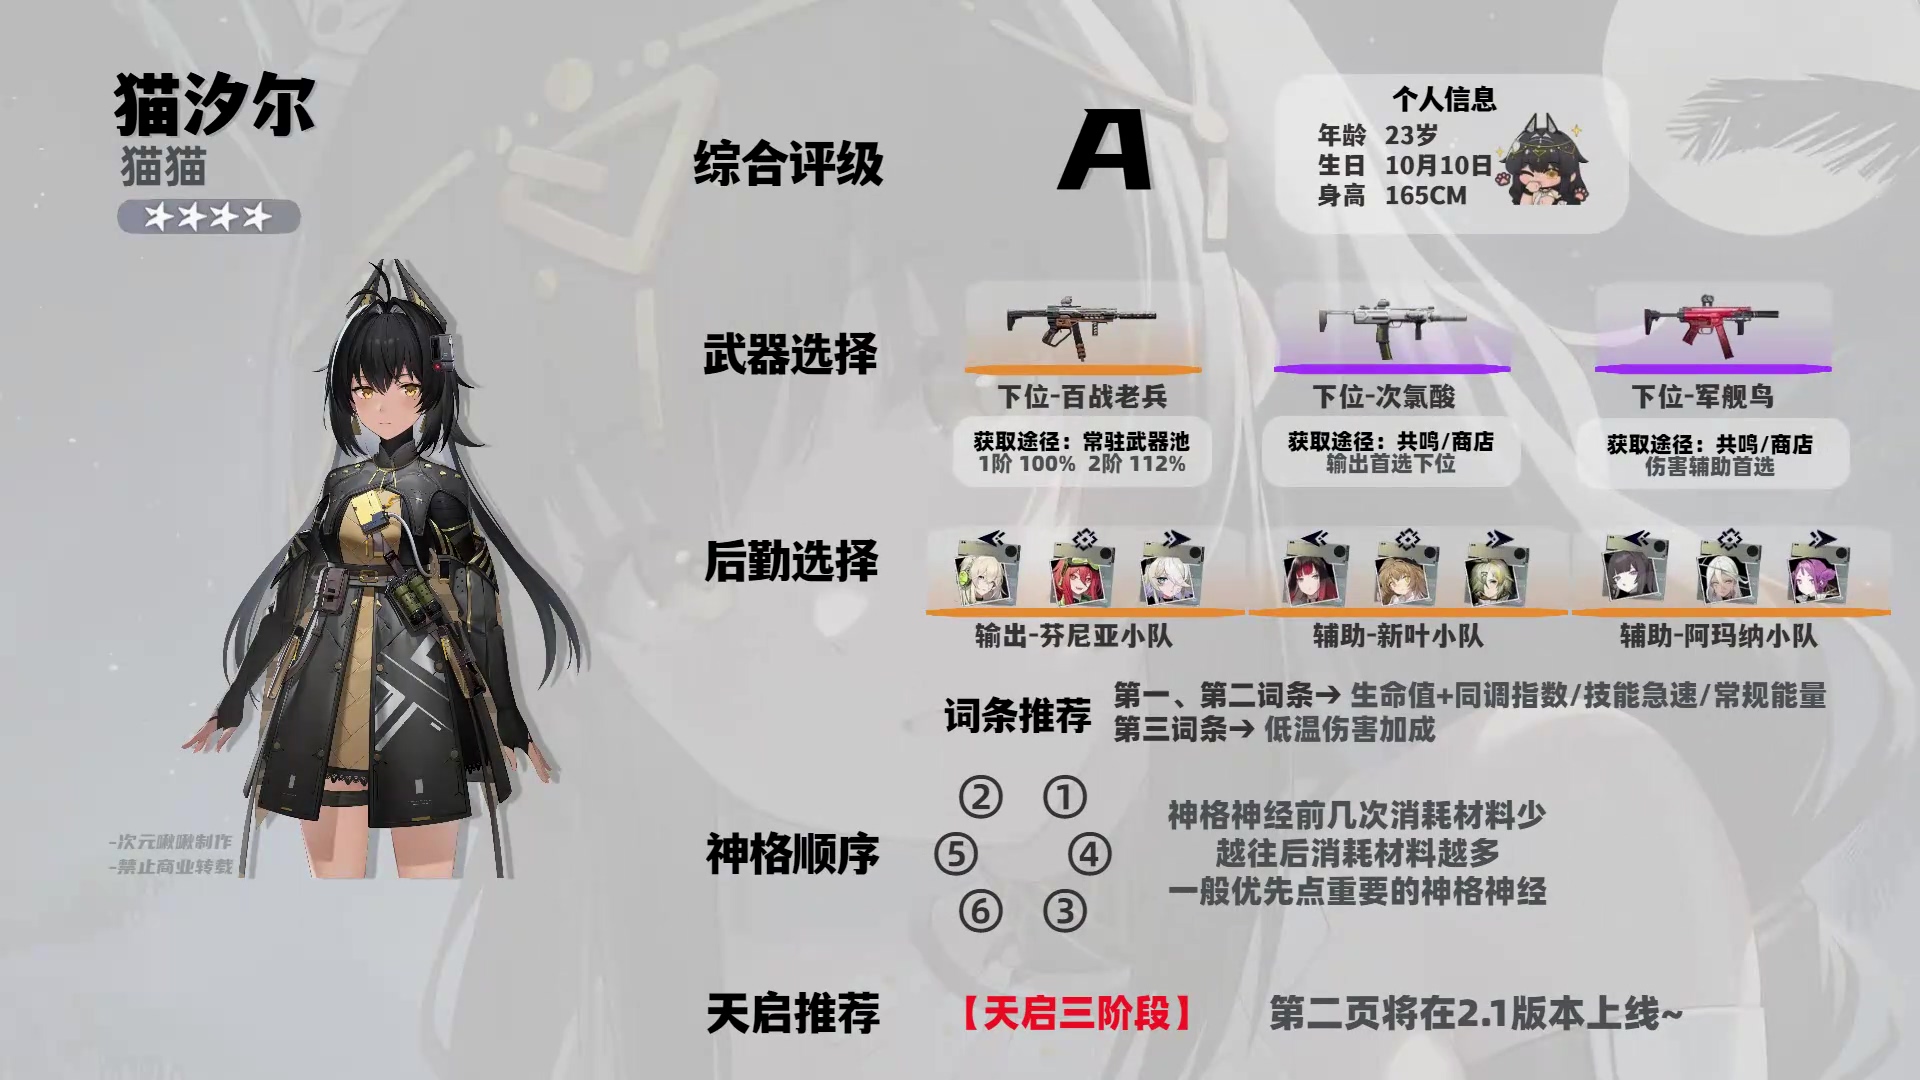 猫汐尔
猫猫
综合评级
A
个人信息
年龄 23岁
生日 10月10日
身高 165CM
武器选择
下位-百战老兵
获取途径：常驻武器池
1阶 100% 2阶 112%
下位-次氯酸
获取途径：共鸣/商店
输出首选下位
下位-军舰鸟
获取途径：共鸣/商店
伤害辅助首选
后勤选择
输出-芬尼亚小队
辅助-新叶小队
辅助-阿玛纳小队
词条推荐
第一、第二词条→ 生命值+同调指数/技能急速/常规能量
第三词条→ 低温伤害加成
神格顺序
② ①
⑤ ④
⑥ ③
神格神经前几次消耗材料少
越往后消耗材料越多
一般优先点重要的神格神经
天启推荐
【天启三阶段】
第二页将在2.1版本上线~
-次元啾啾制作
-禁止商业转载